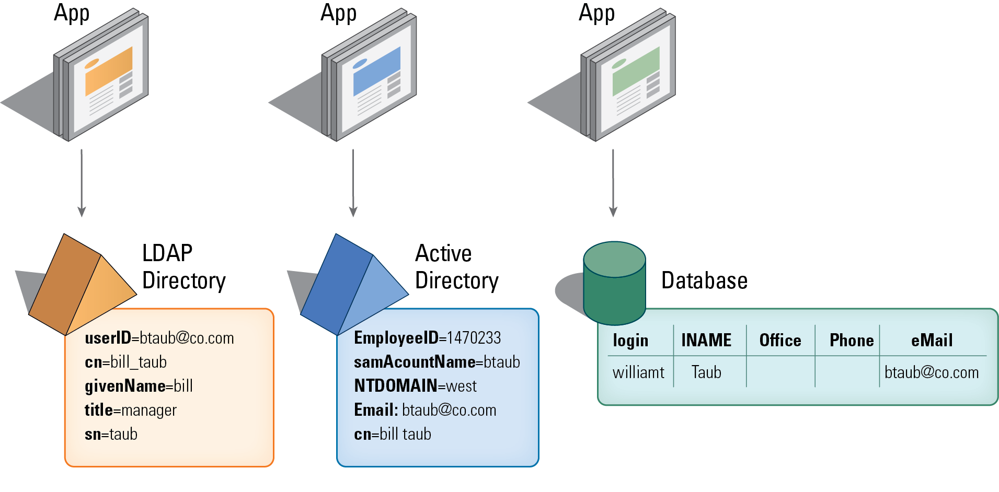 App
App
App
LDAP
Directory
userID=btaub@co.com
cn=bill_taub
givenName=bill
title=manager
sn=taub
Active
Directory
EmployeeID=1470233
samAcountName=btaub
NTDOMAIN=west
Email: btaub@co.com
cn=bill taub
Database
login INAME Office Phone eMail
williamt Taub btaub@co.com